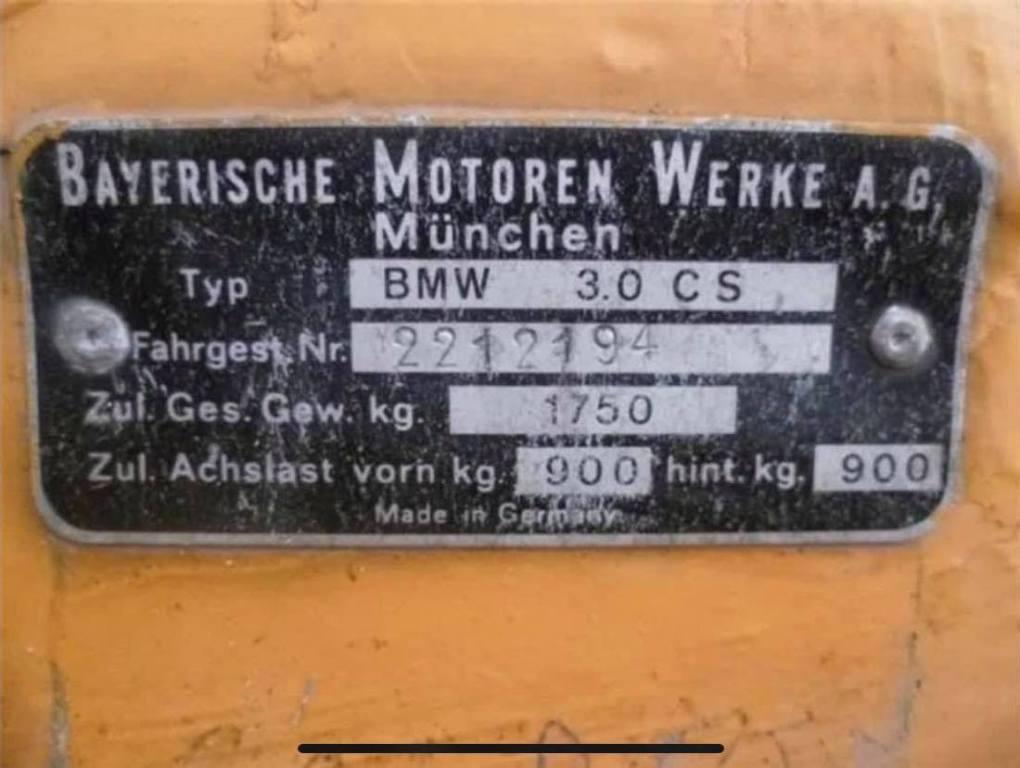 BAYERISCHE MOTOREN WERKE A.G.
München
Typ BMW 3.0 CS
Fahrgest.Nr. 2212194
Zul. Ges. Gew. kg. 1750
Zul. Achslast vorn kg. 900 hint. kg. 900
Made in Germany